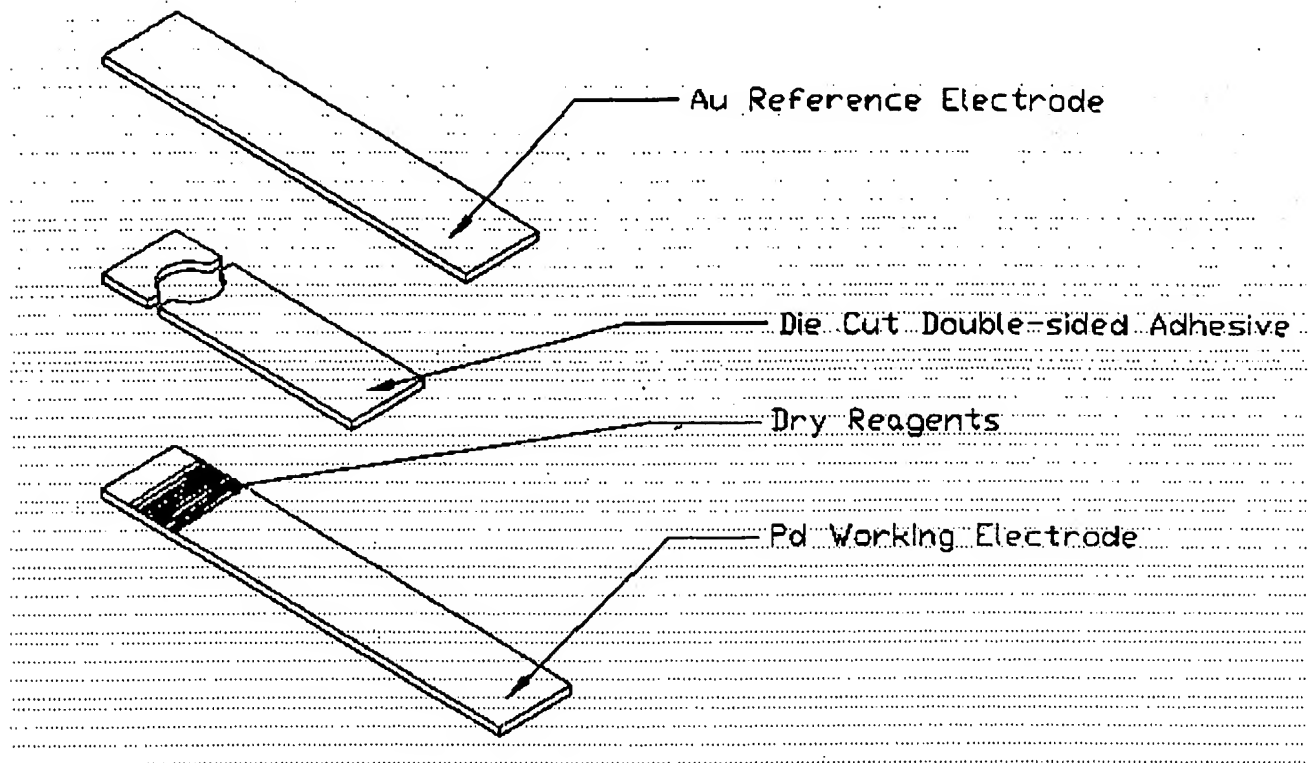 Au Reference Electrode
Die Cut Double-sided Adhesive
Dry Reagents
Pd Working Electrode